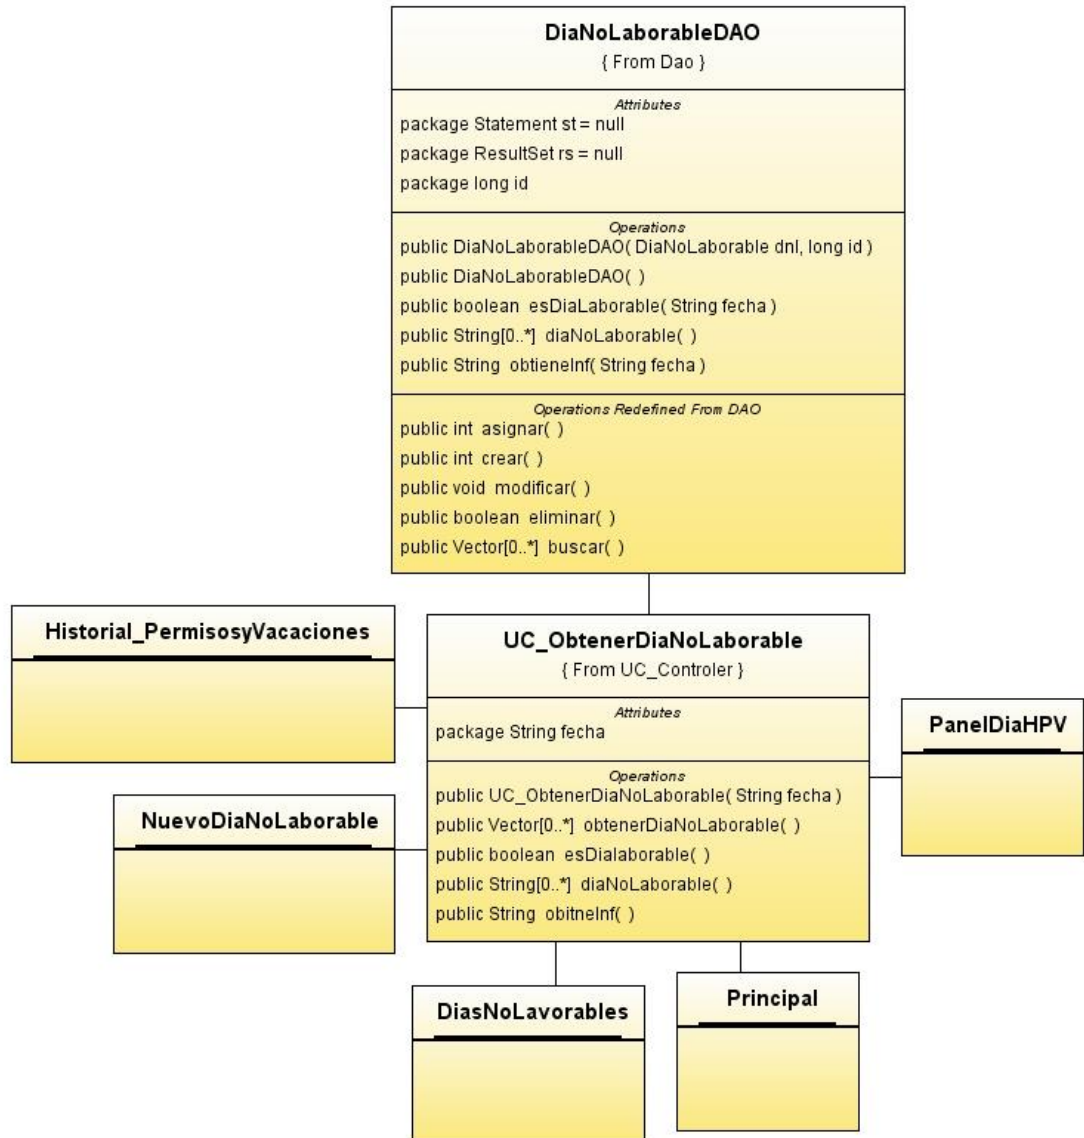 DiaNoLaborableDAO
{ From Dao }
Attributes
package Statement st = null
package ResultSet rs = null
package long id
Operations
public DiaNoLaborableDAO( DiaNoLaborable dnl, long id )
public DiaNoLaborableDAO( )
public boolean esDiaLaborable( String fecha )
public String[0..*] diaNoLaborable( )
public String obtieneInf( String fecha )
Operations Redefined From DAO
public int asignar( )
public int crear( )
public void modificar( )
public boolean eliminar( )
public Vector[0..*] buscar( )
Historial_PermisosyVacaciones
UC_ObtenerDiaNoLaborable
{ From UC_Controler }
Attributes
package String fecha
Operations
public UC_ObtenerDiaNoLaborable( String fecha )
public Vector[0..*] obtenerDiaNoLaborable( )
public boolean esDialaborable( )
public String[0..*] diaNoLaborable( )
public String obitneInf( )
PanelDiaHPV
NuevoDiaNoLaborable
DiasNoLavorables
Principal